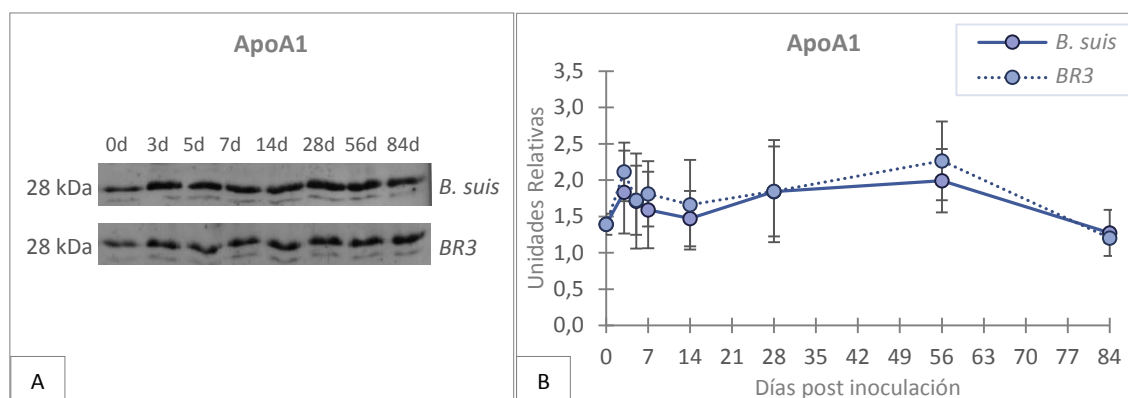 ApoA1
0d 3d 5d 7d 14d 28d 56d 84d
28 kDa B. suis
28 kDa BR3
A
ApoA1
B. suis
BR3
Unidades Relativas
3,5
3,0
2,5
2,0
1,5
1,0
0,5
0,0
0 7 14 21 28 35 42 49 56 63 70 77 84
Días post inoculación
B